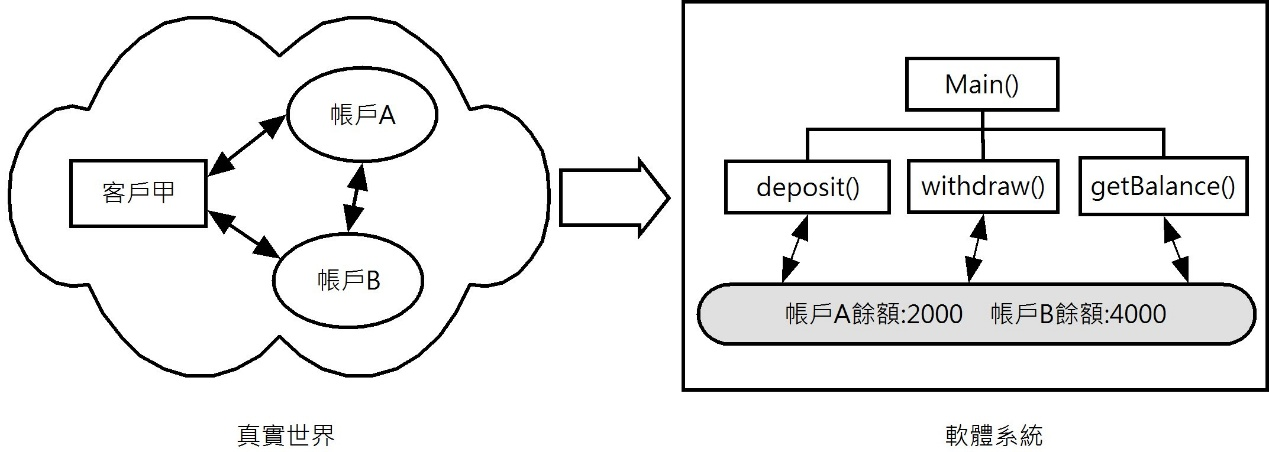 帳戶A
客戶甲
帳戶B
真實世界
Main()
deposit()
withdraw()
getBalance()
帳戶A餘額:2000 帳戶B餘額:4000
軟體系統